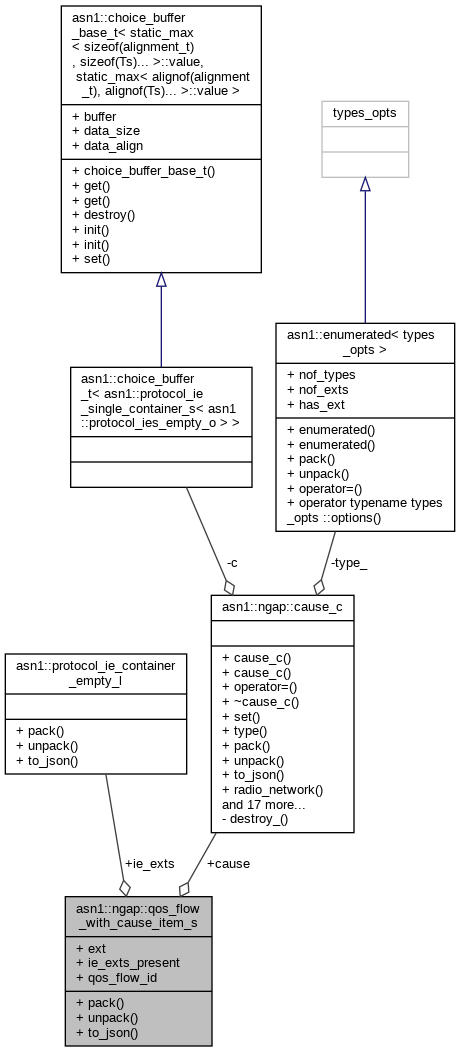 asn1::choice_buffer
_base_t< static_max
< sizeof(alignment_t)
, sizeof(Ts)... >::value,
static_max< alignof(alignment
_t), alignof(Ts)... >::value >
+ buffer
+ data_size
+ data_align
+ choice_buffer_base_t()
+ get()
+ get()
+ destroy()
+ init()
+ init()
+ set()
types_opts
asn1::enumerated< types
_opts >
+ nof_types
+ nof_exts
+ has_ext
+ enumerated()
+ enumerated()
+ pack()
+ unpack()
+ operator=()
+ operator typename types
_opts ::options()
asn1::choice_buffer
_t< asn1::protocol_ie
_single_container_s< asn1
::protocol_ies_empty_o > >
-c
-type_
asn1::ngap::cause_c
+ cause_c()
+ cause_c()
+ operator=()
+ ~cause_c()
+ set()
+ type()
+ pack()
+ unpack()
+ to_json()
+ radio_network()
and 17 more...
- destroy_()
asn1::protocol_ie_container
_empty_l
+ pack()
+ unpack()
+ to_json()
+ie_exts
+cause
asn1::ngap::qos_flow
_with_cause_item_s
+ ext
+ ie_exts_present
+ qos_flow_id
+ pack()
+ unpack()
+ to_json()